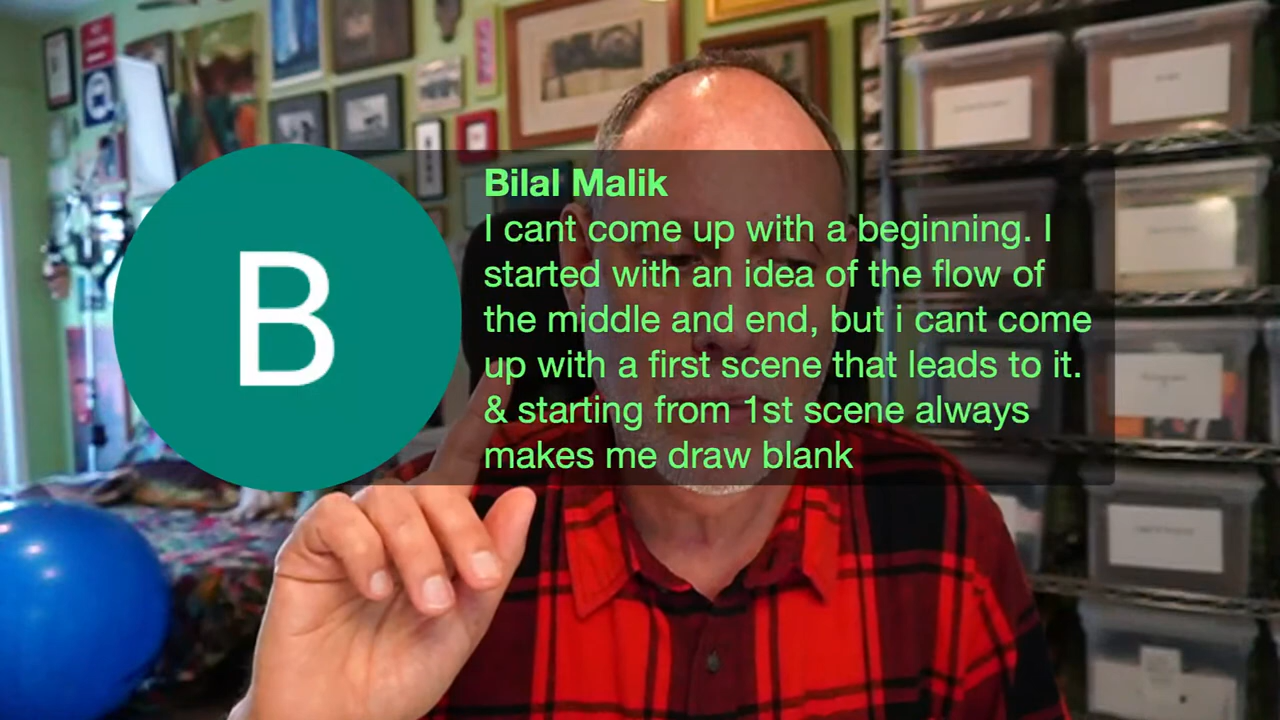 B
Bilal Malik
I cant come up with a beginning. I
started with an idea of the flow of
the middle and end, but i cant come
up with a first scene that leads to it.
& starting from 1st scene always
makes me draw blank